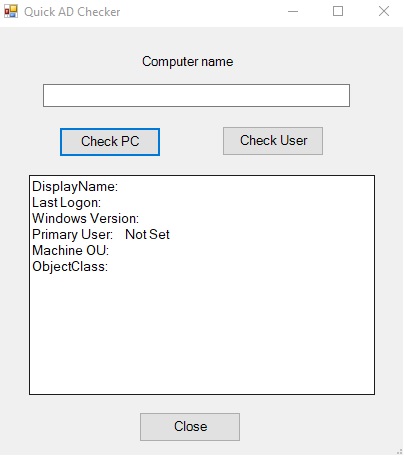 Quick AD Checker
Computer name
Check PC
Check User
DisplayName:
Last Logon:
Windows Version:
Primary User: Not Set
Machine OU:
ObjectClass:
Close